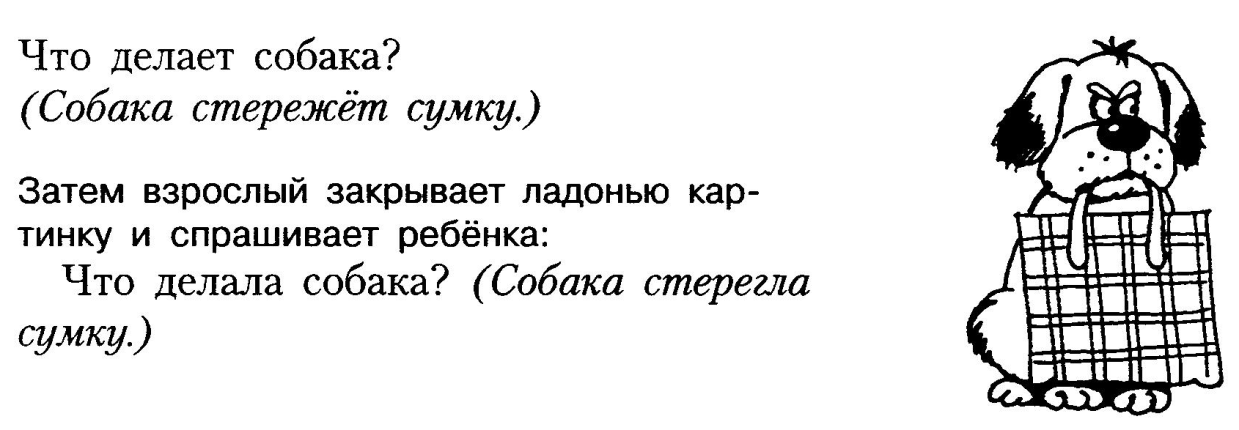 Что делает собака?
(Собака стережёт сумку.)
Затем взрослый закрывает ладонью кар-
тинку и спрашивает ребёнка:
Что делала собака? (Собака стерегла
сумку.)